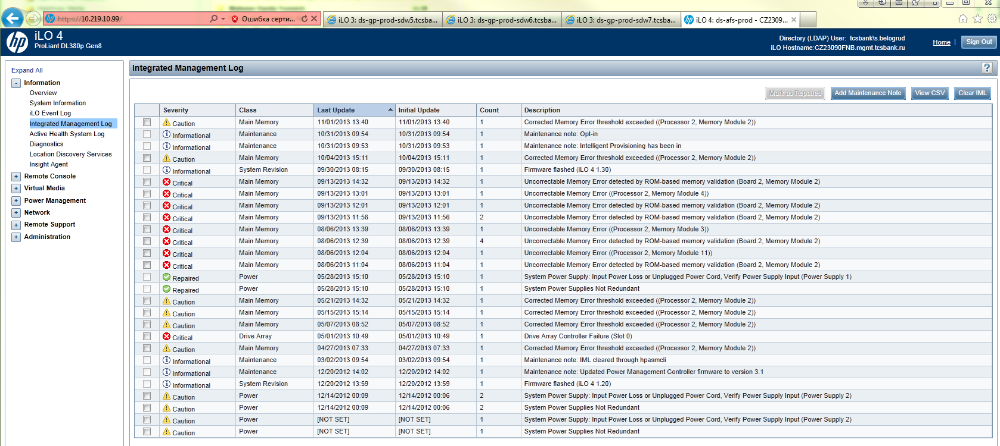 https://10.219.10.99/
Ошибка серти...
iLO 3: ds-gp-prod-sdw5.tcsba...
iLO 3: ds-gp-prod-sdw6.tcsba...
iLO 3: ds-gp-prod-sdw7.tcsba...
iLO 4: ds-afs-prod - CZ2309...
hp
iLO 4
ProLiant DL380p Gen8
Directory (LDAP) User: tcsbank\s.belogrud
iLO Hostname:CZ23090FNB.mgmt.tcsbank.ru
Home |
Sign Out
Expand All
- Information
Overview
System Information
iLO Event Log
Integrated Management Log
Active Health System Log
Diagnostics
Location Discovery Services
Insight Agent
+ Remote Console
+ Virtual Media
+ Power Management
+ Network
+ Remote Support
+ Administration
Integrated Management Log
?
Mark as Repaired Add Maintenance Note View CSV Clear IML
Severity Class Last Update Initial Update Count Description
Caution Main Memory 11/01/2013 13:40 11/01/2013 13:40 1 Corrected Memory Error threshold exceeded ((Processor 2, Memory Module 2))
Informational Maintenance 10/31/2013 09:54 10/31/2013 09:54 1 Maintenance note: Opt-in
Informational Maintenance 10/31/2013 09:53 10/31/2013 09:53 1 Maintenance note: Intelligent Provisioning has been in
Caution Main Memory 10/04/2013 15:11 10/04/2013 15:11 1 Corrected Memory Error threshold exceeded ((Processor 2, Memory Module 2))
Informational System Revision 09/30/2013 08:15 09/30/2013 08:15 1 Firmware flashed (iLO 4 1.30)
Critical Main Memory 09/13/2013 14:32 09/13/2013 14:32 1 Uncorrectable Memory Error detected by ROM-based memory validation (Board 2, Memory Module 2)
Critical Main Memory 09/13/2013 13:01 09/13/2013 13:01 1 Uncorrectable Memory Error ((Processor 2, Memory Module 4))
Critical Main Memory 09/13/2013 12:01 09/13/2013 12:01 1 Uncorrectable Memory Error detected by ROM-based memory validation (Board 2, Memory Module 2)
Critical Main Memory 09/13/2013 11:56 09/13/2013 11:56 2 Uncorrectable Memory Error detected by ROM-based memory validation (Board 2, Memory Module 2)
Critical Main Memory 08/06/2013 13:39 08/06/2013 13:39 1 Uncorrectable Memory Error ((Processor 2, Memory Module 3))
Critical Main Memory 08/06/2013 12:39 08/06/2013 12:39 4 Uncorrectable Memory Error detected by ROM-based memory validation (Board 2, Memory Module 2)
Critical Main Memory 08/06/2013 12:04 08/06/2013 12:04 1 Uncorrectable Memory Error ((Processor 2, Memory Module 11))
Critical Main Memory 08/06/2013 11:04 08/06/2013 11:04 1 Uncorrectable Memory Error detected by ROM-based memory validation (Board 2, Memory Module 2)
Repaired Power 05/28/2013 15:10 05/28/2013 15:10 1 System Power Supply: Input Power Loss or Unplugged Power Cord, Verify Power Supply Input (Power Supply 1)
Repaired Power 05/28/2013 15:10 05/28/2013 15:10 1 System Power Supplies Not Redundant
Caution Main Memory 05/21/2013 14:32 05/21/2013 14:32 1 Corrected Memory Error threshold exceeded ((Processor 2, Memory Module 2))
Caution Main Memory 05/15/2013 15:14 05/15/2013 15:14 1 Corrected Memory Error threshold exceeded ((Processor 2, Memory Module 2))
Caution Main Memory 05/07/2013 08:52 05/07/2013 08:52 1 Corrected Memory Error threshold exceeded ((Processor 2, Memory Module 2))
Critical Drive Array 05/01/2013 10:49 05/01/2013 10:49 1 Drive Array Controller Failure (Slot 0)
Caution Main Memory 04/27/2013 07:33 04/27/2013 07:33 1 Corrected Memory Error threshold exceeded ((Processor 2, Memory Module 2))
Informational Maintenance 03/02/2013 09:54 03/02/2013 09:54 1 Maintenance note: IML cleared through hpasmcli
Informational Maintenance 12/20/2012 14:02 12/20/2012 14:02 1 Maintenance note: Updated Power Management Controller firmware to version 3.1
Informational System Revision 12/20/2012 13:59 12/20/2012 13:59 1 Firmware flashed (iLO 4 1.20)
Caution Power 12/14/2012 00:09 12/14/2012 00:06 2 System Power Supply: Input Power Loss or Unplugged Power Cord, Verify Power Supply Input (Power Supply 2)
Caution Power 12/14/2012 00:09 12/14/2012 00:06 2 System Power Supplies Not Redundant
Caution Power [NOT SET] [NOT SET] 1 System Power Supply: Input Power Loss or Unplugged Power Cord, Verify Power Supply Input (Power Supply 2)
Caution Power [NOT SET] [NOT SET] 1 System Power Supplies Not Redundant